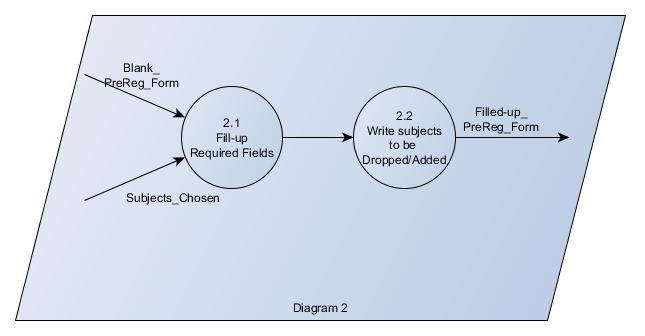 Blank_
PreReg_Form
2.1
Fill-up
Required Fields
Subjects_Chosen
2.2
Write subjects
to be
Dropped/Added
Filled-up_
PreReg_Form
Diagram 2